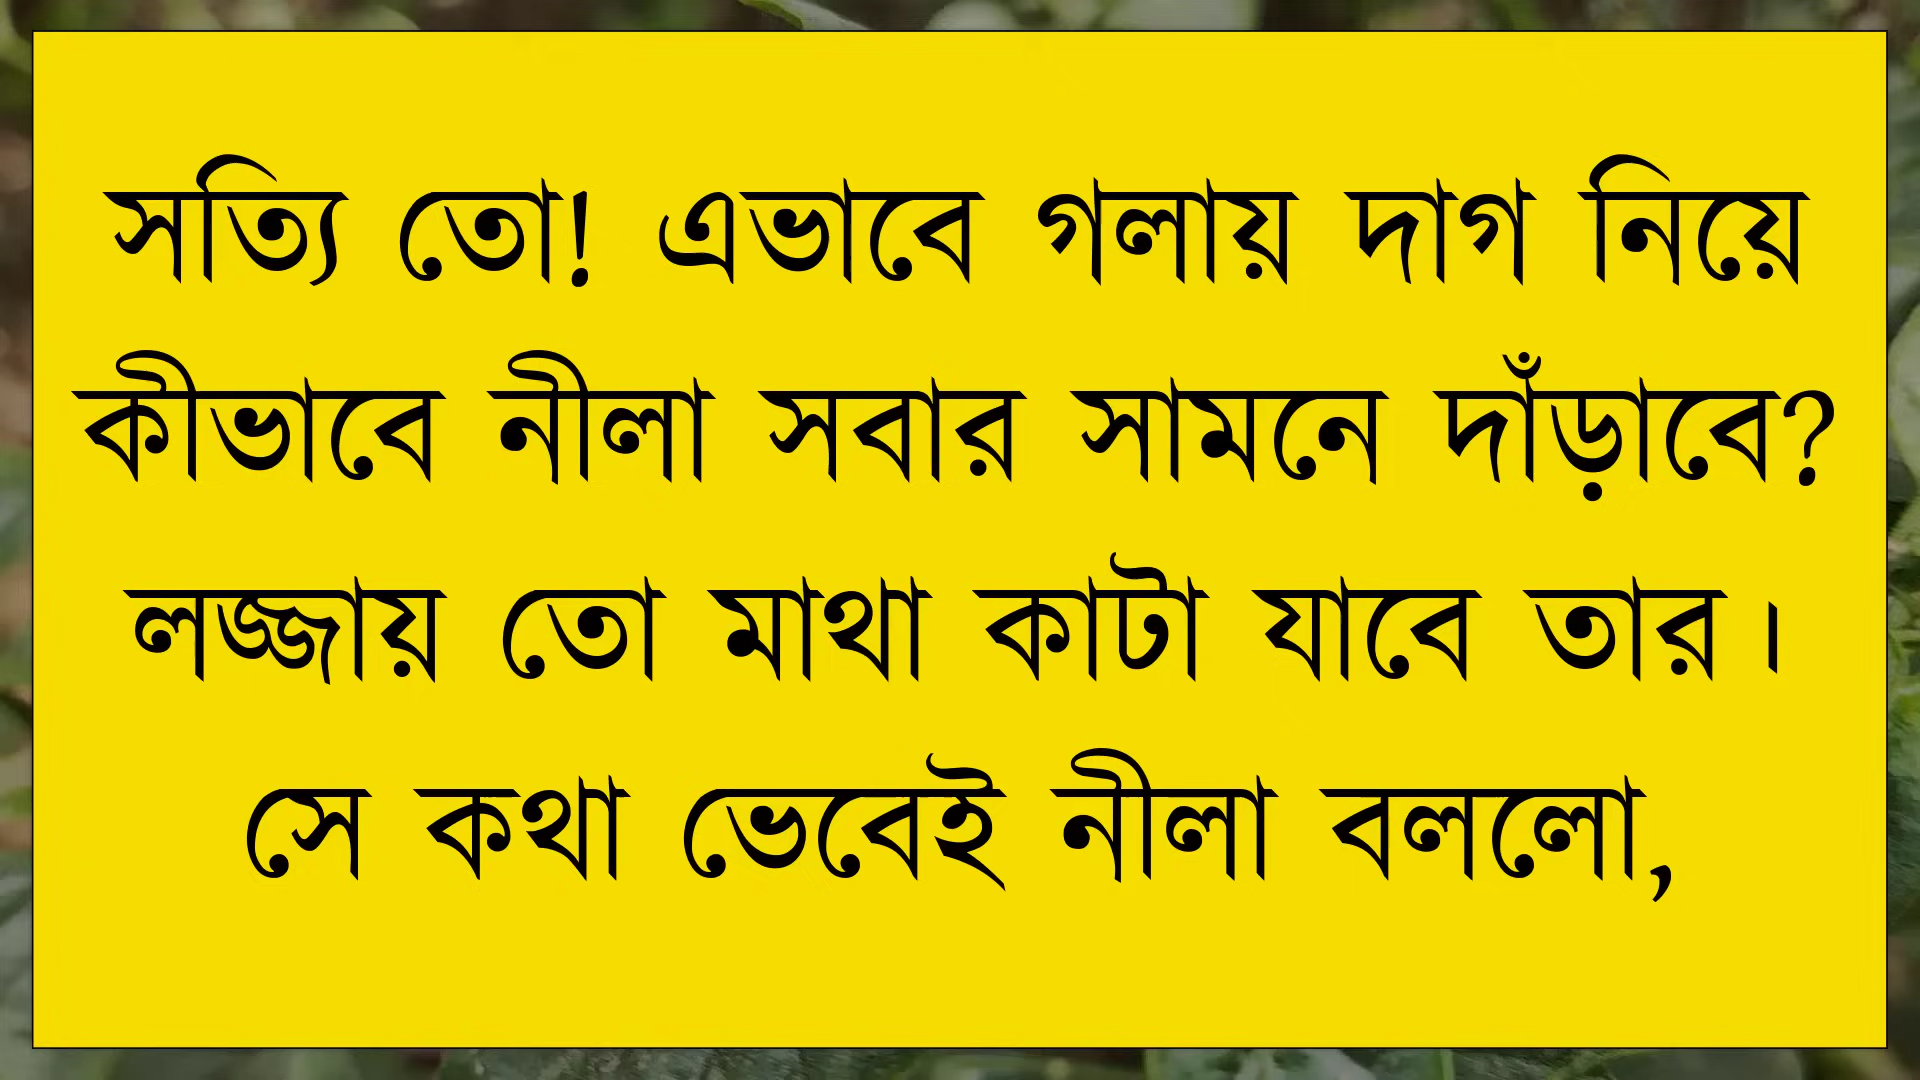 সত্যি তো! এভাবে গলায় দাগ নিয়ে
কীভাবে নীলা সবার সামনে দাঁড়াবে?
লজ্জায় তো মাথা কাটা যাবে তার।
সে কথা ভেবেই নীলা বললো,